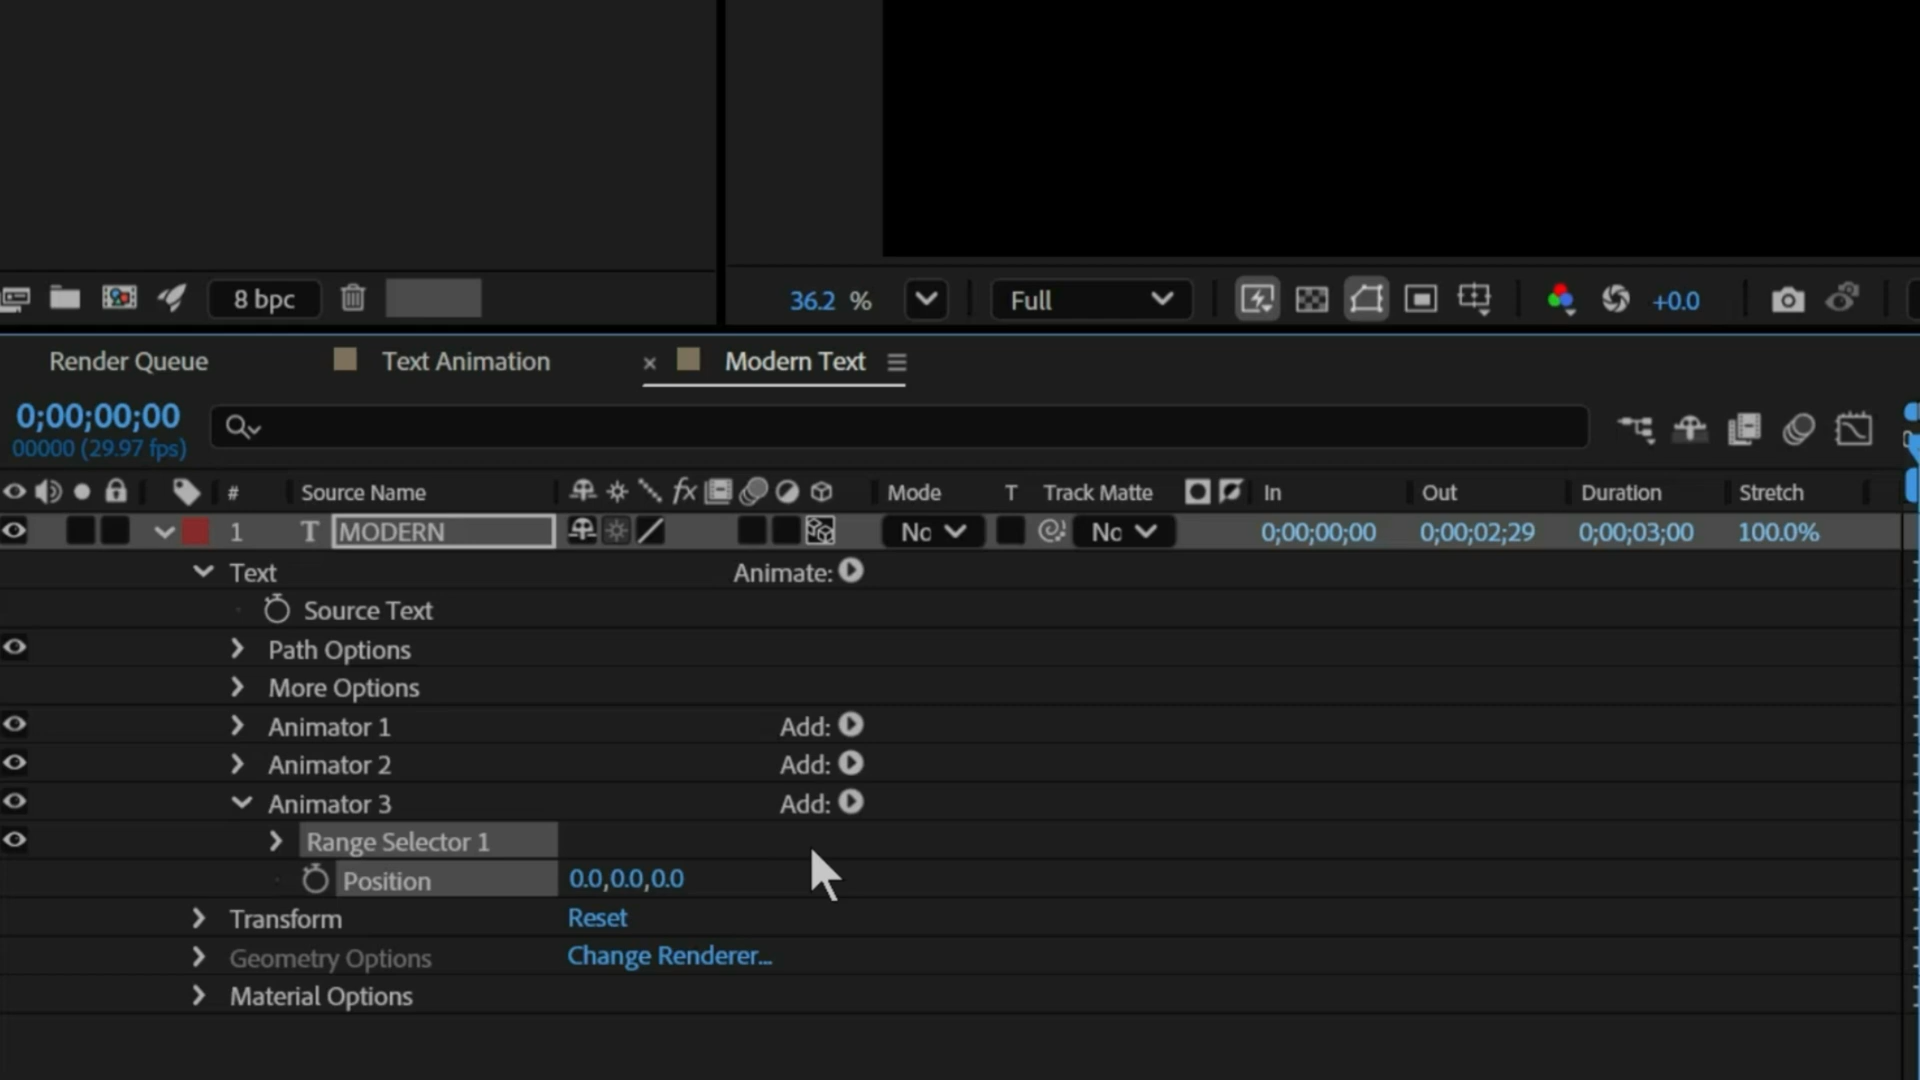 8 bpc
36.2 %
Full
+0.0
Render Queue
Text Animation
× Modern Text
0;00;00;00
00000 (29.97 fps)
# Source Name fx Mode T Track Matte In Out Duration Stretch
1 T MODERN No No 0;00;00;00 0;00;02;29 0;00;03;00 100.0%
Text Animate:
Source Text
Path Options
More Options
Animator 1 Add:
Animator 2 Add:
Animator 3 Add:
Range Selector 1
Position 0.0,0.0,0.0
Transform Reset
Geometry Options Change Renderer...
Material Options